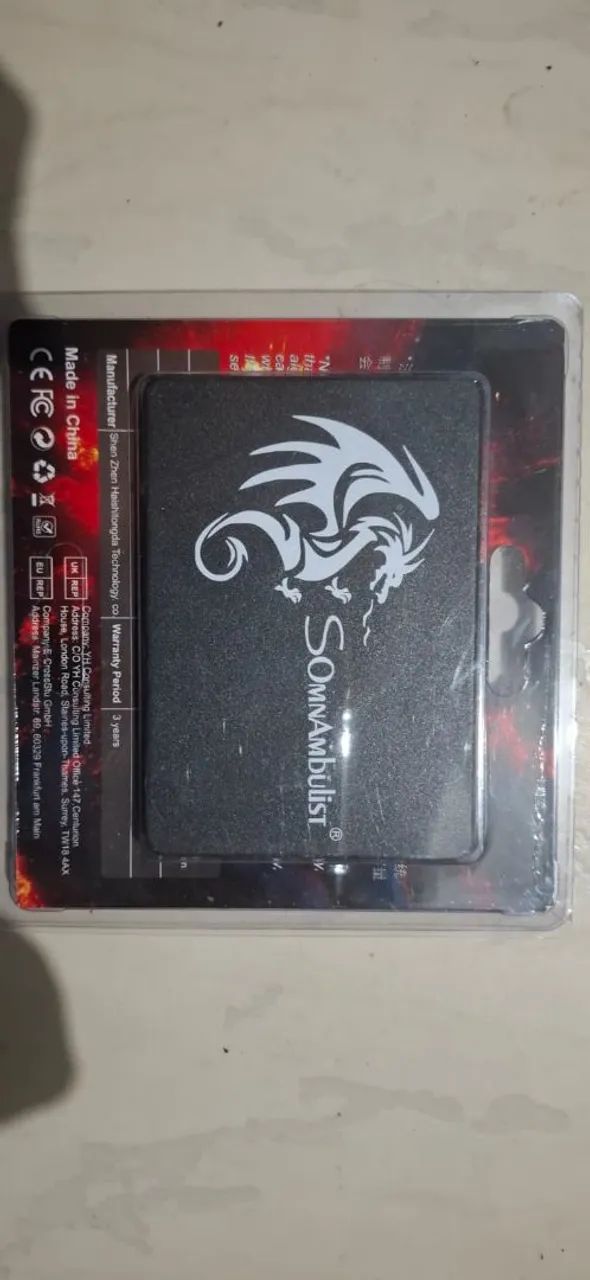 SOMNAMBULIST®
Manufacturer Shen Zhen Haishitongda Technology co Warranty Period 3 years
Made in China
CE FC
UK REP
Company: YH Consulting Limited
Address: C/O YH Consulting Limited Office 147, Centurion
House, London Road, Staines-upon-Thames, Surrey, TW18 4AX
EU REP
Company: E-CrossStu GmbH
Address: Mainzer Landstr. 69, 60329 Frankfurt am Main